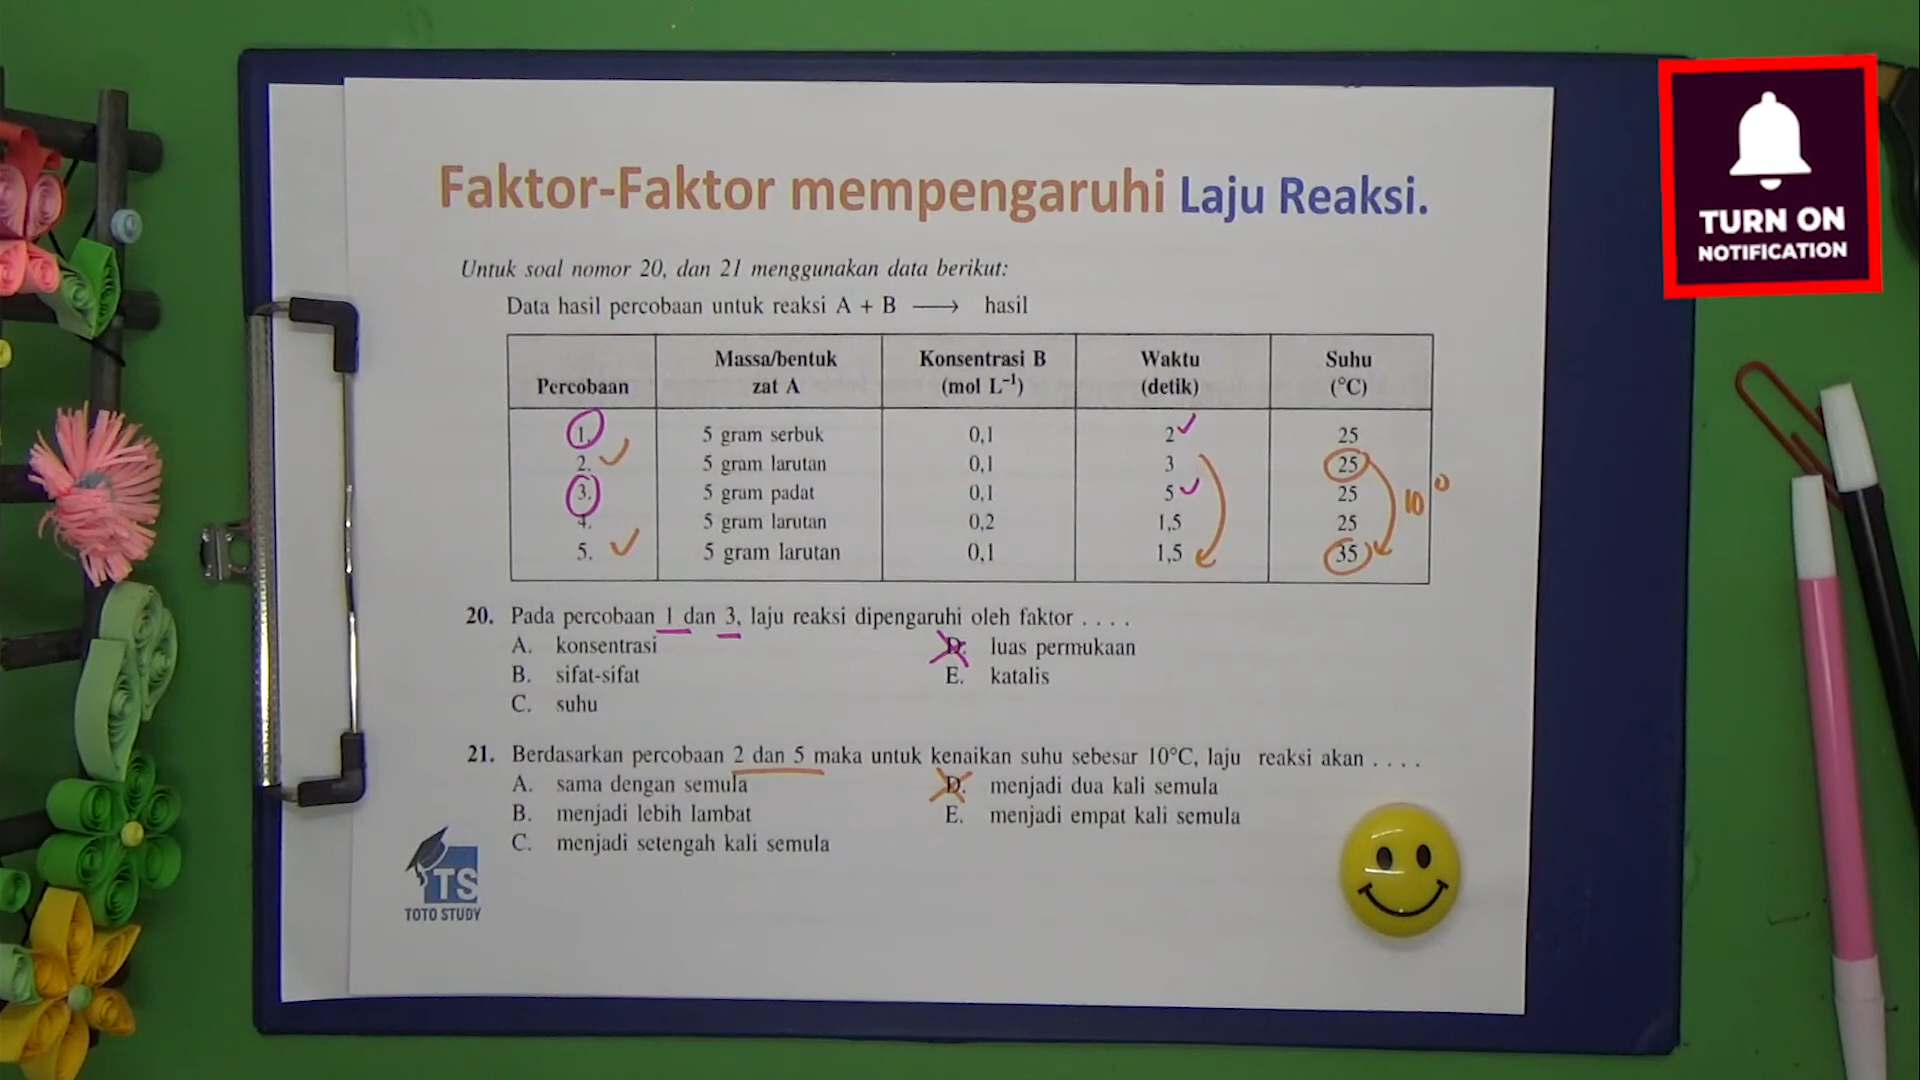 Faktor-Faktor mempengaruhi Laju Reaksi.
TURN ON
NOTIFICATION
Untuk soal nomor 20, dan 21 menggunakan data berikut:
Data hasil percobaan untuk reaksi A + B ⟶ hasil
Percobaan | Massa/bentuk zat A | Konsentrasi B (mol L⁻¹) | Waktu (detik) | Suhu (°C)
1. 5 gram serbuk 0,1 2 25
2. 5 gram larutan 0,1 3 25
3. 5 gram padat 0,1 5 25
4. 5 gram larutan 0,2 1,5 25
5. 5 gram larutan 0,1 1,5 35
10°
20. Pada percobaan 1 dan 3, laju reaksi dipengaruhi oleh faktor . . . .
A. konsentrasi
B. sifat-sifat
C. suhu
D. luas permukaan
E. katalis
21. Berdasarkan percobaan 2 dan 5 maka untuk kenaikan suhu sebesar 10°C, laju reaksi akan . . . .
A. sama dengan semula
B. menjadi lebih lambat
C. menjadi setengah kali semula
D. menjadi dua kali semula
E. menjadi empat kali semula
TS
TOTO STUDY